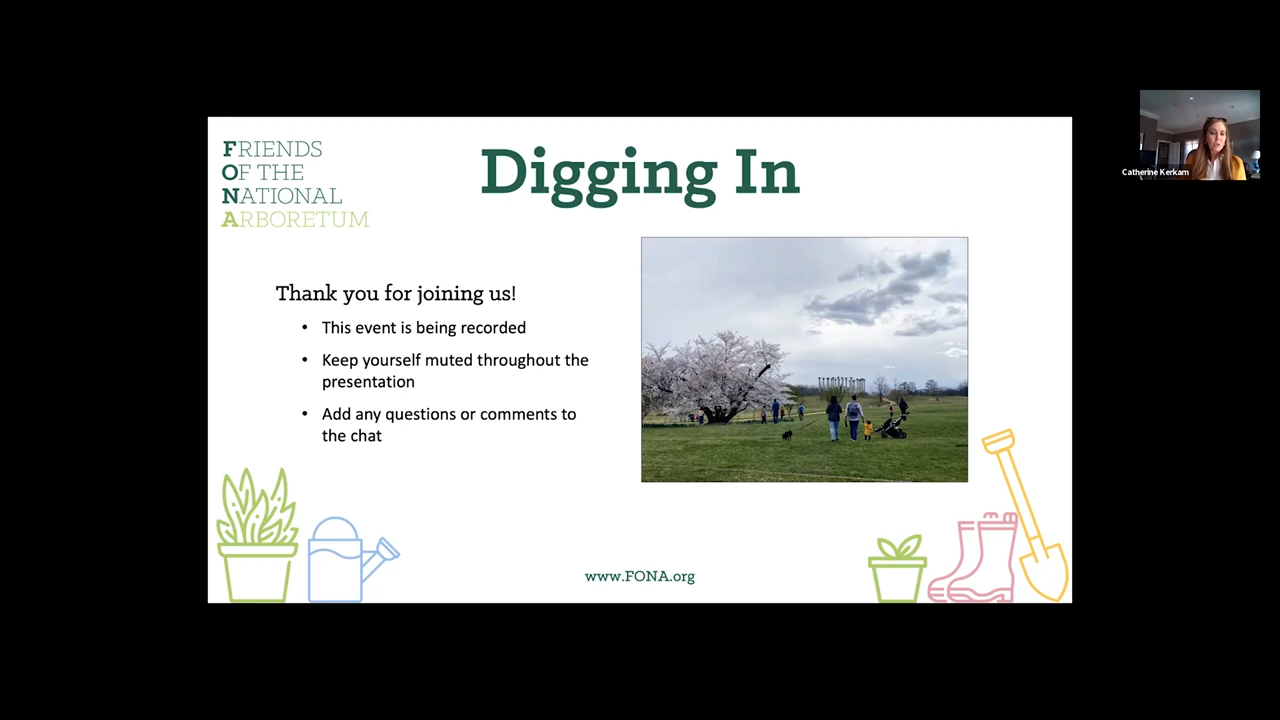 FRIENDS
OF THE
NATIONAL
ARBORETUM
Digging In
Thank you for joining us!
• This event is being recorded
• Keep yourself muted throughout the
presentation
• Add any questions or comments to
the chat
www.FONA.org
Catherine Kerkam